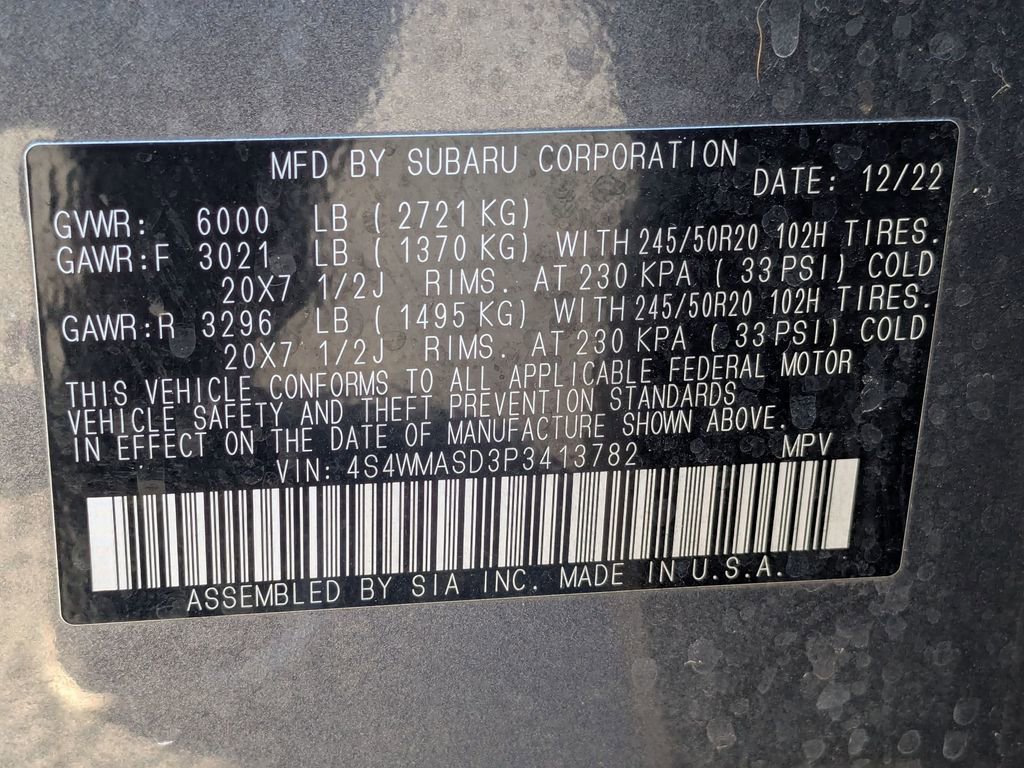 MFD BY SUBARU CORPORATION
DATE: 12/22
GVWR: 6000 LB ( 2721 KG)
GAWR:F 3021 LB ( 1370 KG) WITH 245/50R20 102H TIRES.
20X7 1/2J RIMS. AT 230 KPA ( 33 PSI) COLD
GAWR:R 3296 LB ( 1495 KG) WITH 245/50R20 102H TIRES.
20X7 1/2J RIMS. AT 230 KPA ( 33 PSI) COLD
THIS VEHICLE CONFORMS TO ALL APPLICABLE FEDERAL MOTOR
VEHICLE SAFETY AND THEFT PREVENTION STANDARDS
IN EFFECT ON THE DATE OF MANUFACTURE SHOWN ABOVE.
VIN: 4S4WMASD3P3413782 MPV
ASSEMBLED BY SIA INC. MADE IN U.S.A.